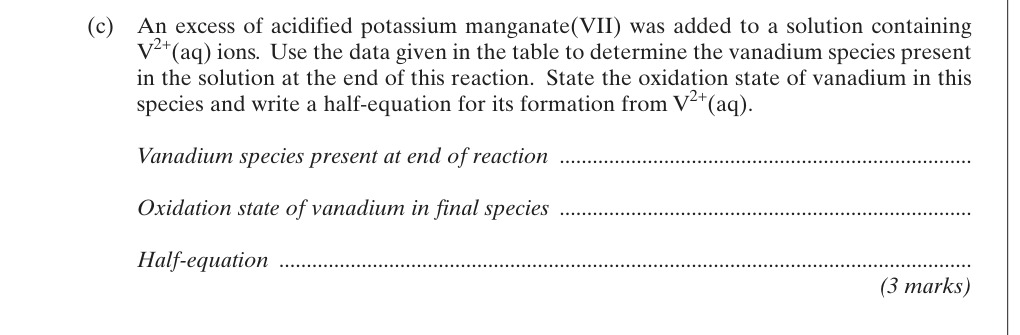 (c) An excess of acidified potassium manganate(VII) was added to a solution containing
V²⁺(aq) ions. Use the data given in the table to determine the vanadium species present
in the solution at the end of this reaction. State the oxidation state of vanadium in this
species and write a half-equation for its formation from V²⁺(aq).
Vanadium species present at end of reaction ...........................................................................
Oxidation state of vanadium in final species ...........................................................................
Half-equation ..............................................................................................................................
(3 marks)